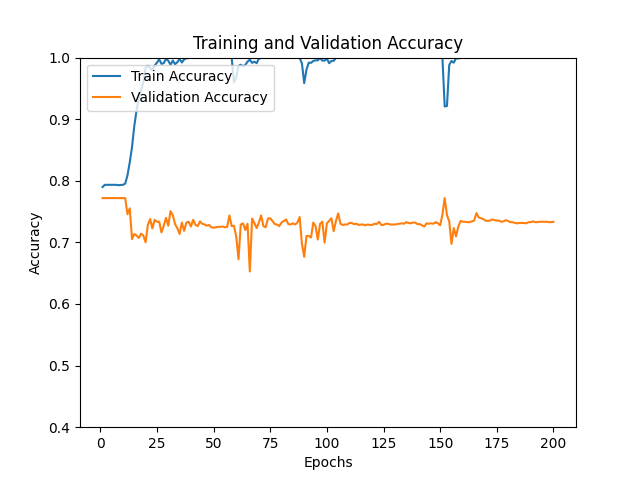 Training and Validation Accuracy
Train Accuracy
Validation Accuracy
1.0
0.9
0.8
0.7
0.6
0.5
0.4
Accuracy
0 25 50 75 100 125 150 175 200
Epochs